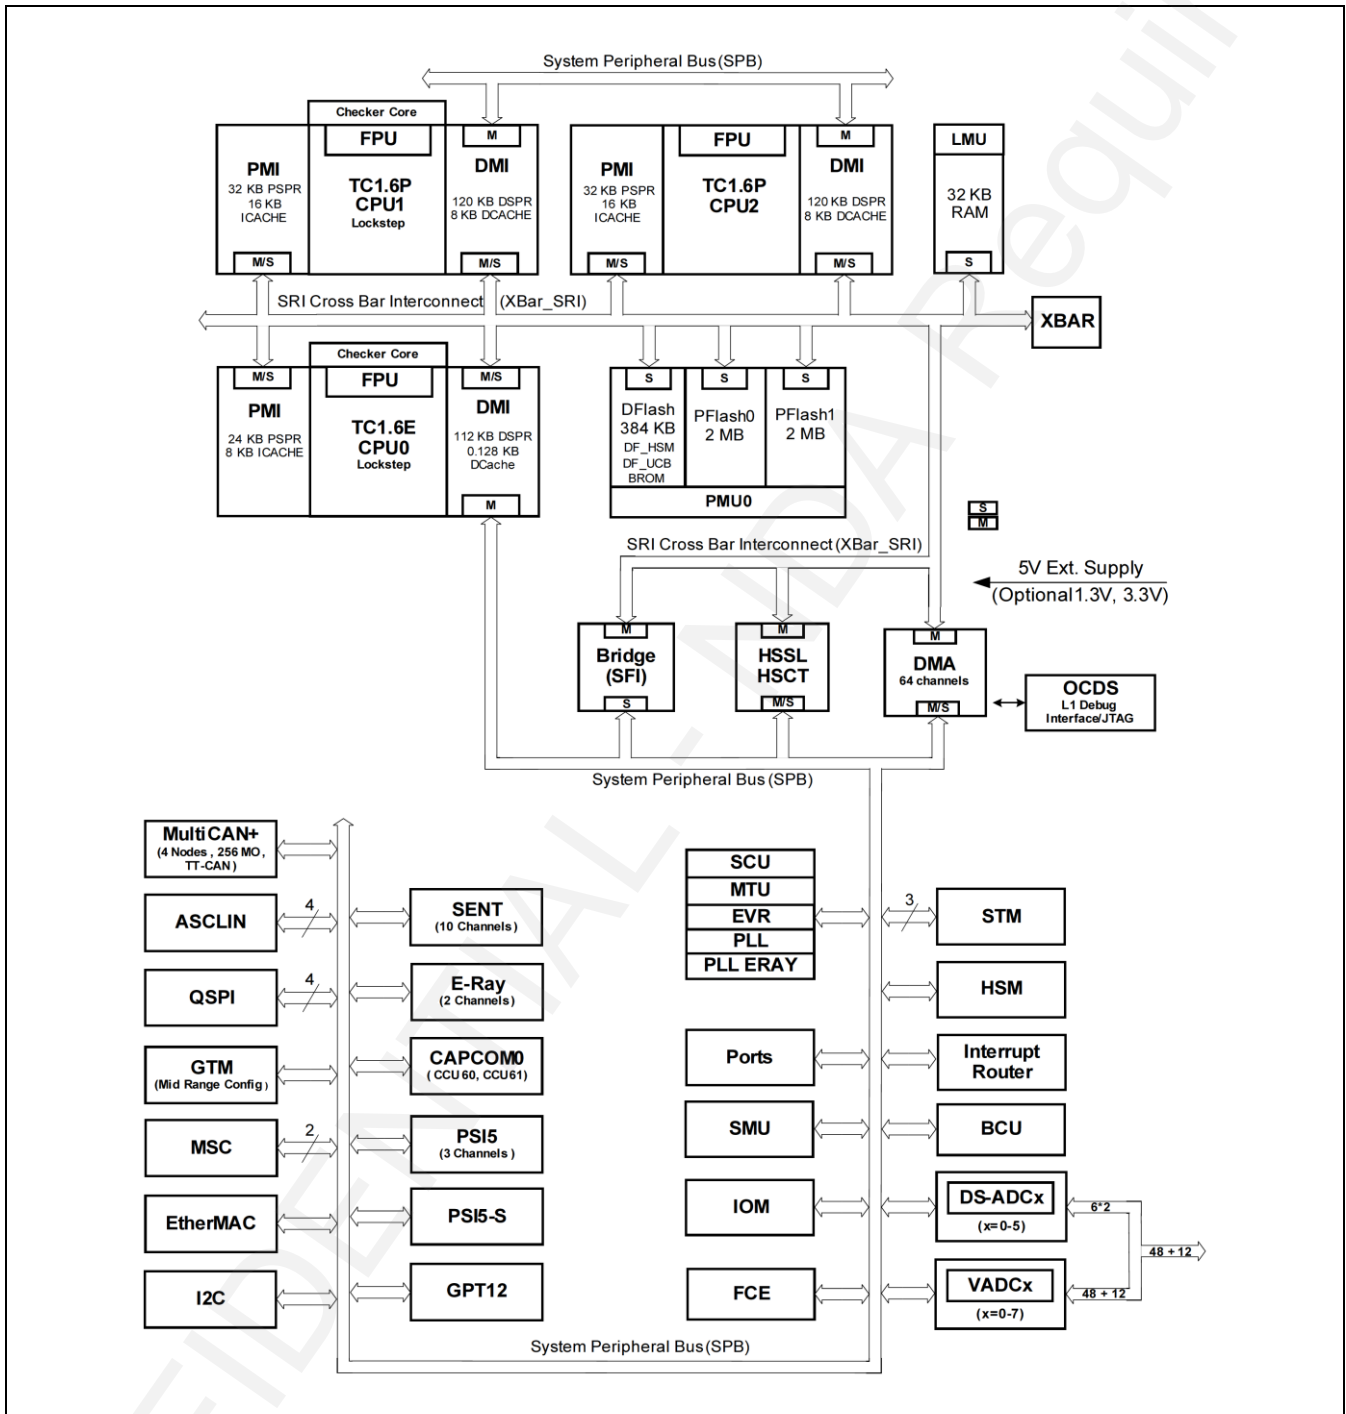 System Peripheral Bus (SPB)
Checker Core
FPU
PMI
32 KB PSPR
16 KB
ICACHE
M/S
TC1.6P
CPU1
Lockstep
M
DMI
120 KB DSPR
8 KB DCACHE
M/S
PMI
32 KB PSPR
16 KB
ICACHE
M/S
FPU
TC1.6P
CPU2
M
DMI
120 KB DSPR
8 KB DCACHE
M/S
LMU
32 KB
RAM
S
SRI Cross Bar Interconnect (XBar_SRI)
XBAR
Checker Core
M/S
PMI
24 KB PSPR
8 KB ICACHE
FPU
TC1.6E
CPU0
Lockstep
M/S
DMI
112 KB DSPR
0.128 KB
DCache
M
S
DFlash
384 KB
DF_HSM
DF_UCB
BROM
S
PFlash0
2 MB
S
PFlash1
2 MB
PMU0
S
M
SRI Cross Bar Interconnect (XBar_SRI)
5V Ext. Supply
(Optional 1.3V, 3.3V)
M
Bridge
(SFI)
S
M
HSSL
HSCT
M/S
M
DMA
64 channels
M/S
OCDS
L1 Debug
Interface/JTAG
System Peripheral Bus (SPB)
MultiCAN+
(4 Nodes , 256 MO,
TT-CAN)
ASCLIN
4
QSPI
4
GTM
(Mid Range Config)
MSC
2
EtherMAC
I2C
SENT
(10 Channels)
E-Ray
(2 Channels)
CAPCOM0
(CCU60, CCU61)
PSI5
(3 Channels)
PSI5-S
GPT12
SCU
MTU
EVR
PLL
PLL ERAY
Ports
SMU
IOM
FCE
3
STM
HSM
Interrupt
Router
BCU
DS-ADCx
(x=0-5)
6*2
48 + 12
VADCx
(x=0-7)
48 + 12
System Peripheral Bus (SPB)
FIDENTIAL - NDA Requi